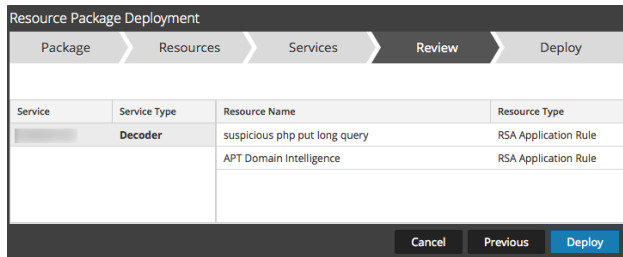 Resource Package Deployment
Package Resources Services Review Deploy
Service Service Type Resource Name Resource Type
Decoder suspicious php put long query RSA Application Rule
APT Domain Intelligence RSA Application Rule
Cancel Previous Deploy